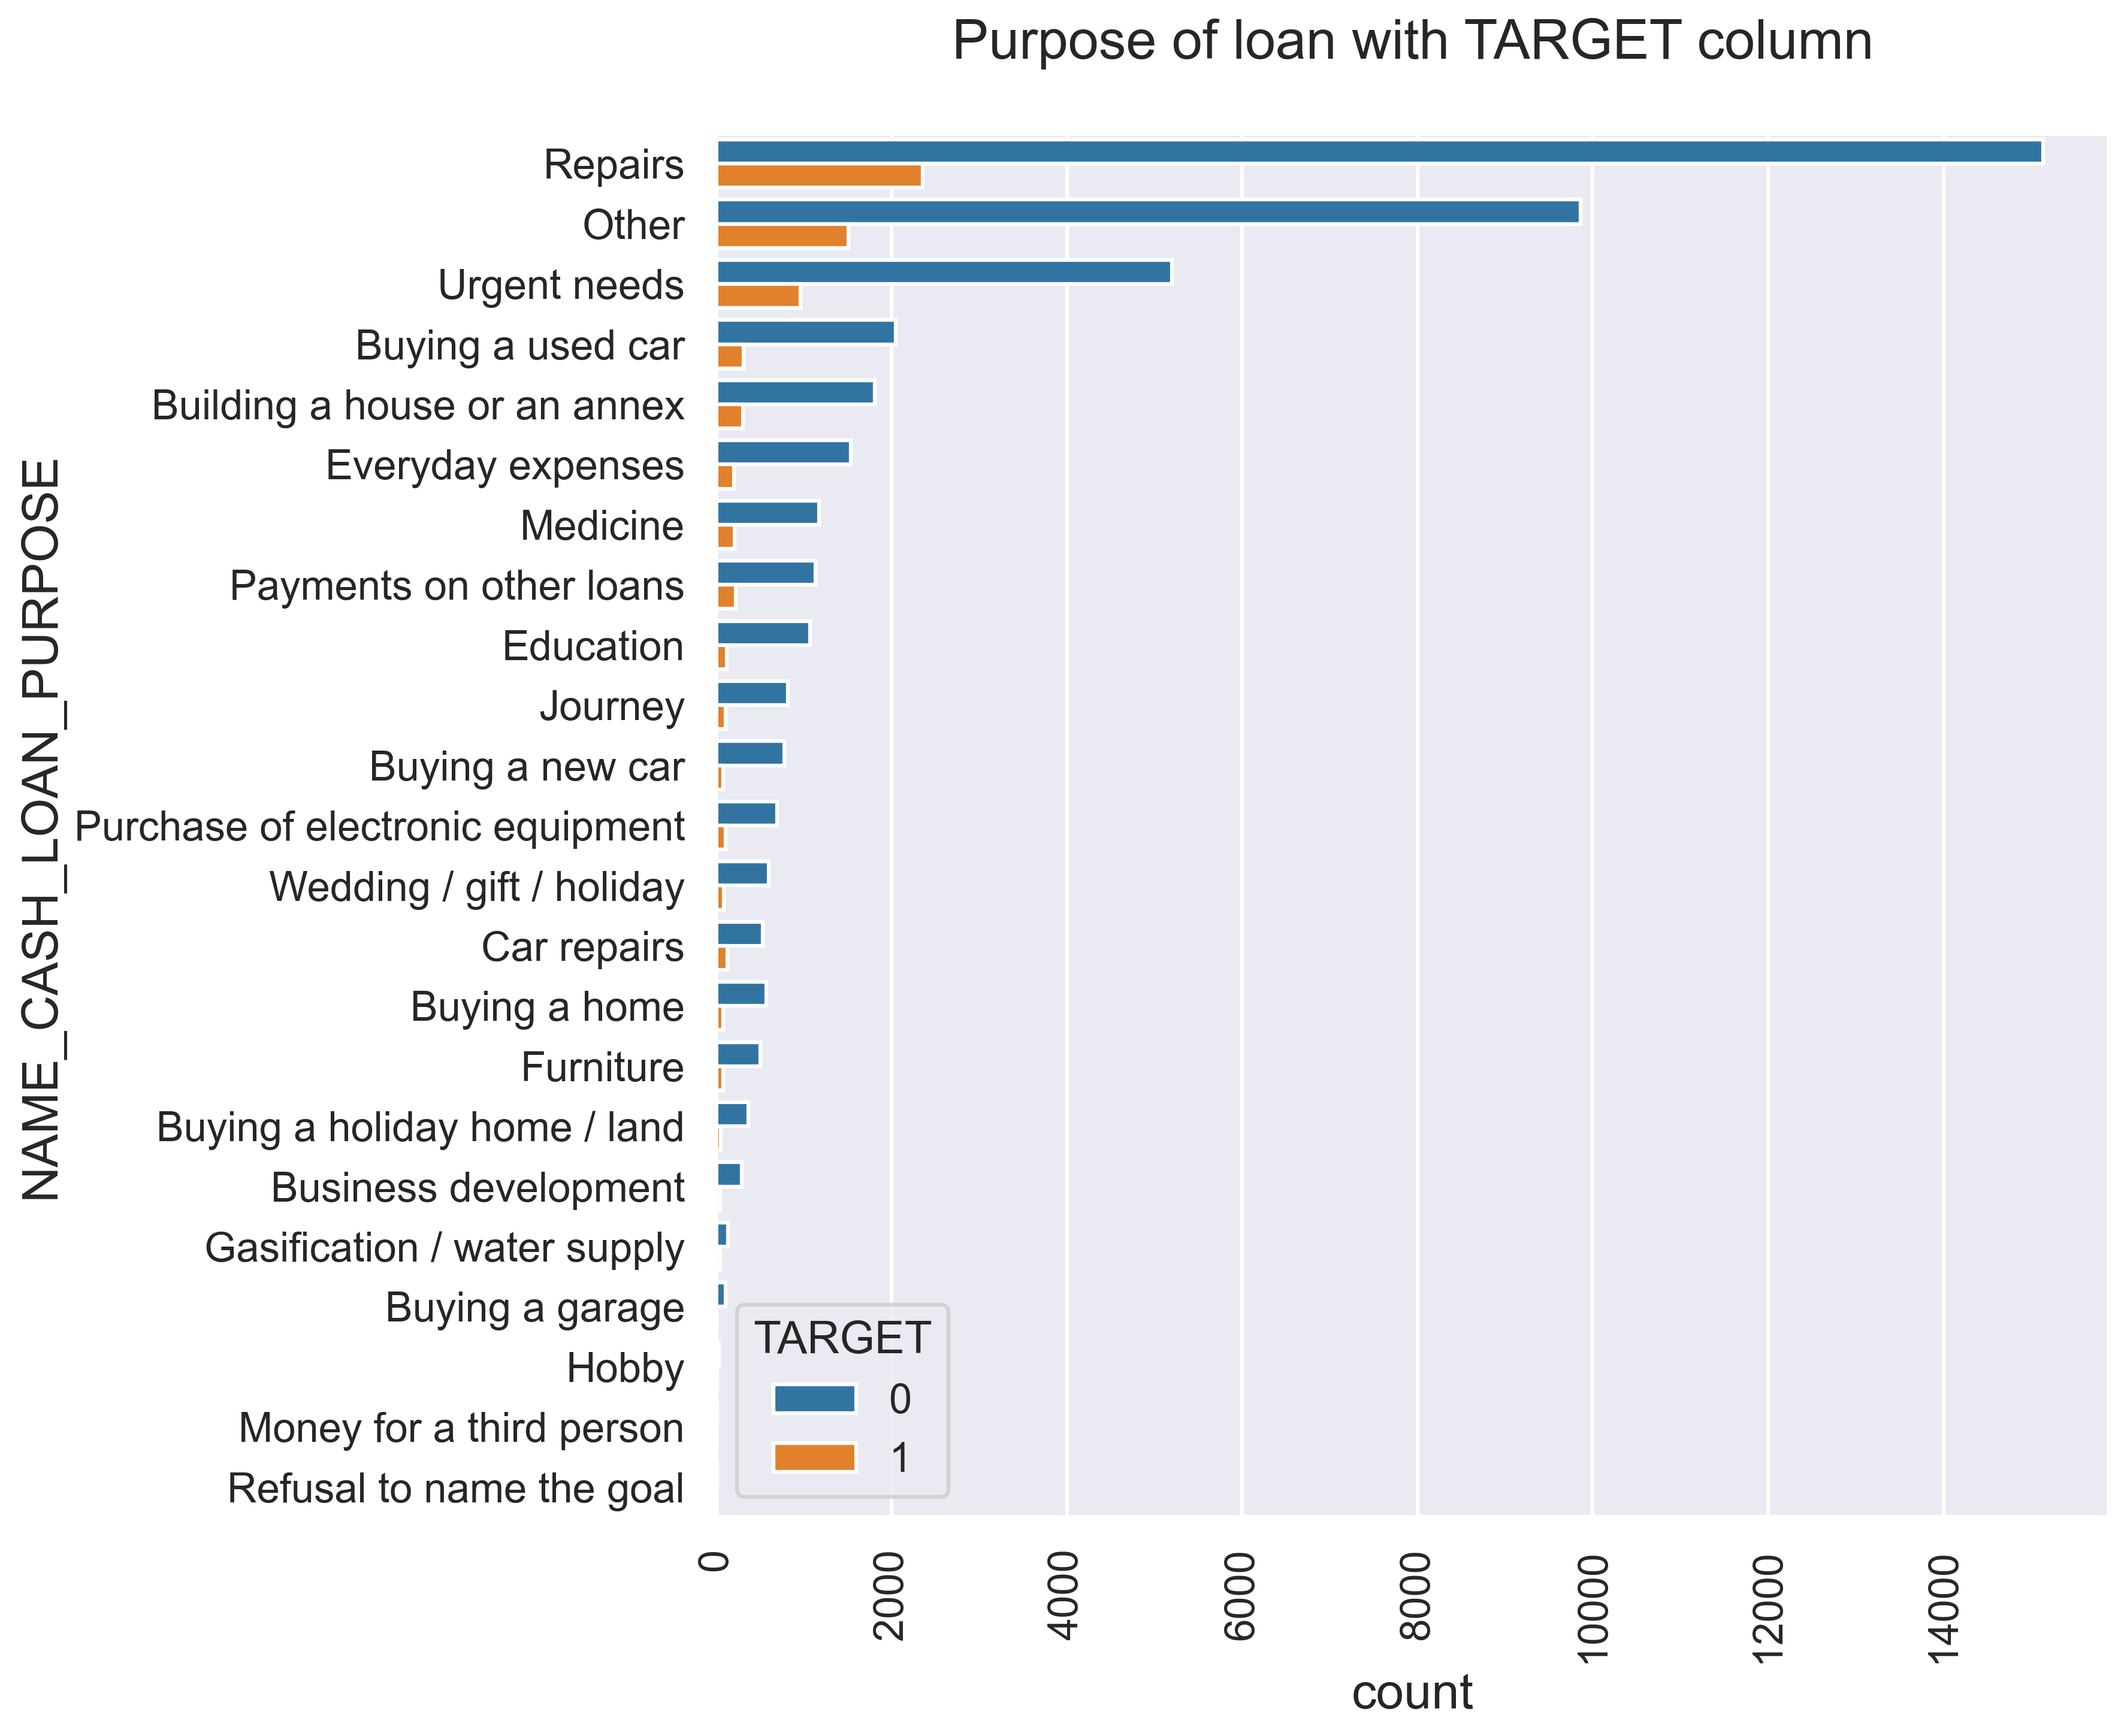 Purpose of loan with TARGET column
NAME_CASH_LOAN_PURPOSE
Repairs
Other
Urgent needs
Buying a used car
Building a house or an annex
Everyday expenses
Medicine
Payments on other loans
Education
Journey
Buying a new car
Purchase of electronic equipment
Wedding / gift / holiday
Car repairs
Buying a home
Furniture
Buying a holiday home / land
Business development
Gasification / water supply
Buying a garage
Hobby
Money for a third person
Refusal to name the goal
TARGET
0
1
0
2000
4000
6000
8000
10000
12000
14000
count